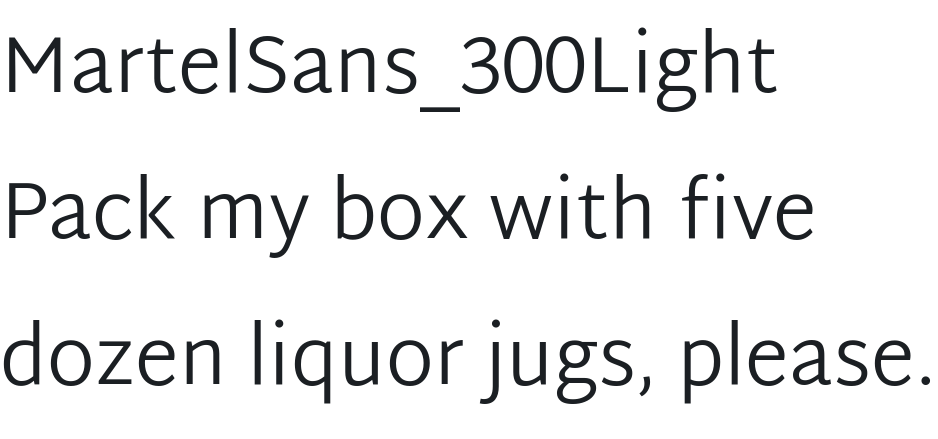 MartelSans_300Light
Pack my box with five
dozen liquor jugs, please.